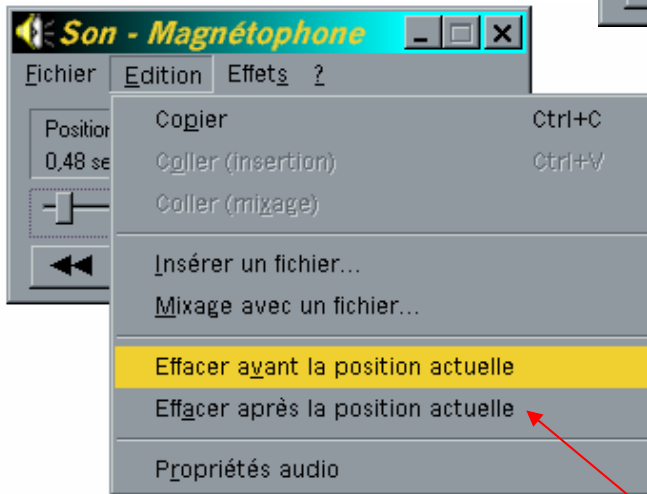 Son - Magnétophone
Fichier Edition Effets ?
Position
0,48 se
Copier Ctrl+C
Coller (insertion) Ctrl+V
Coller (mixage)
Insérer un fichier...
Mixage avec un fichier...
Effacer avant la position actuelle
Effacer après la position actuelle
Propriétés audio